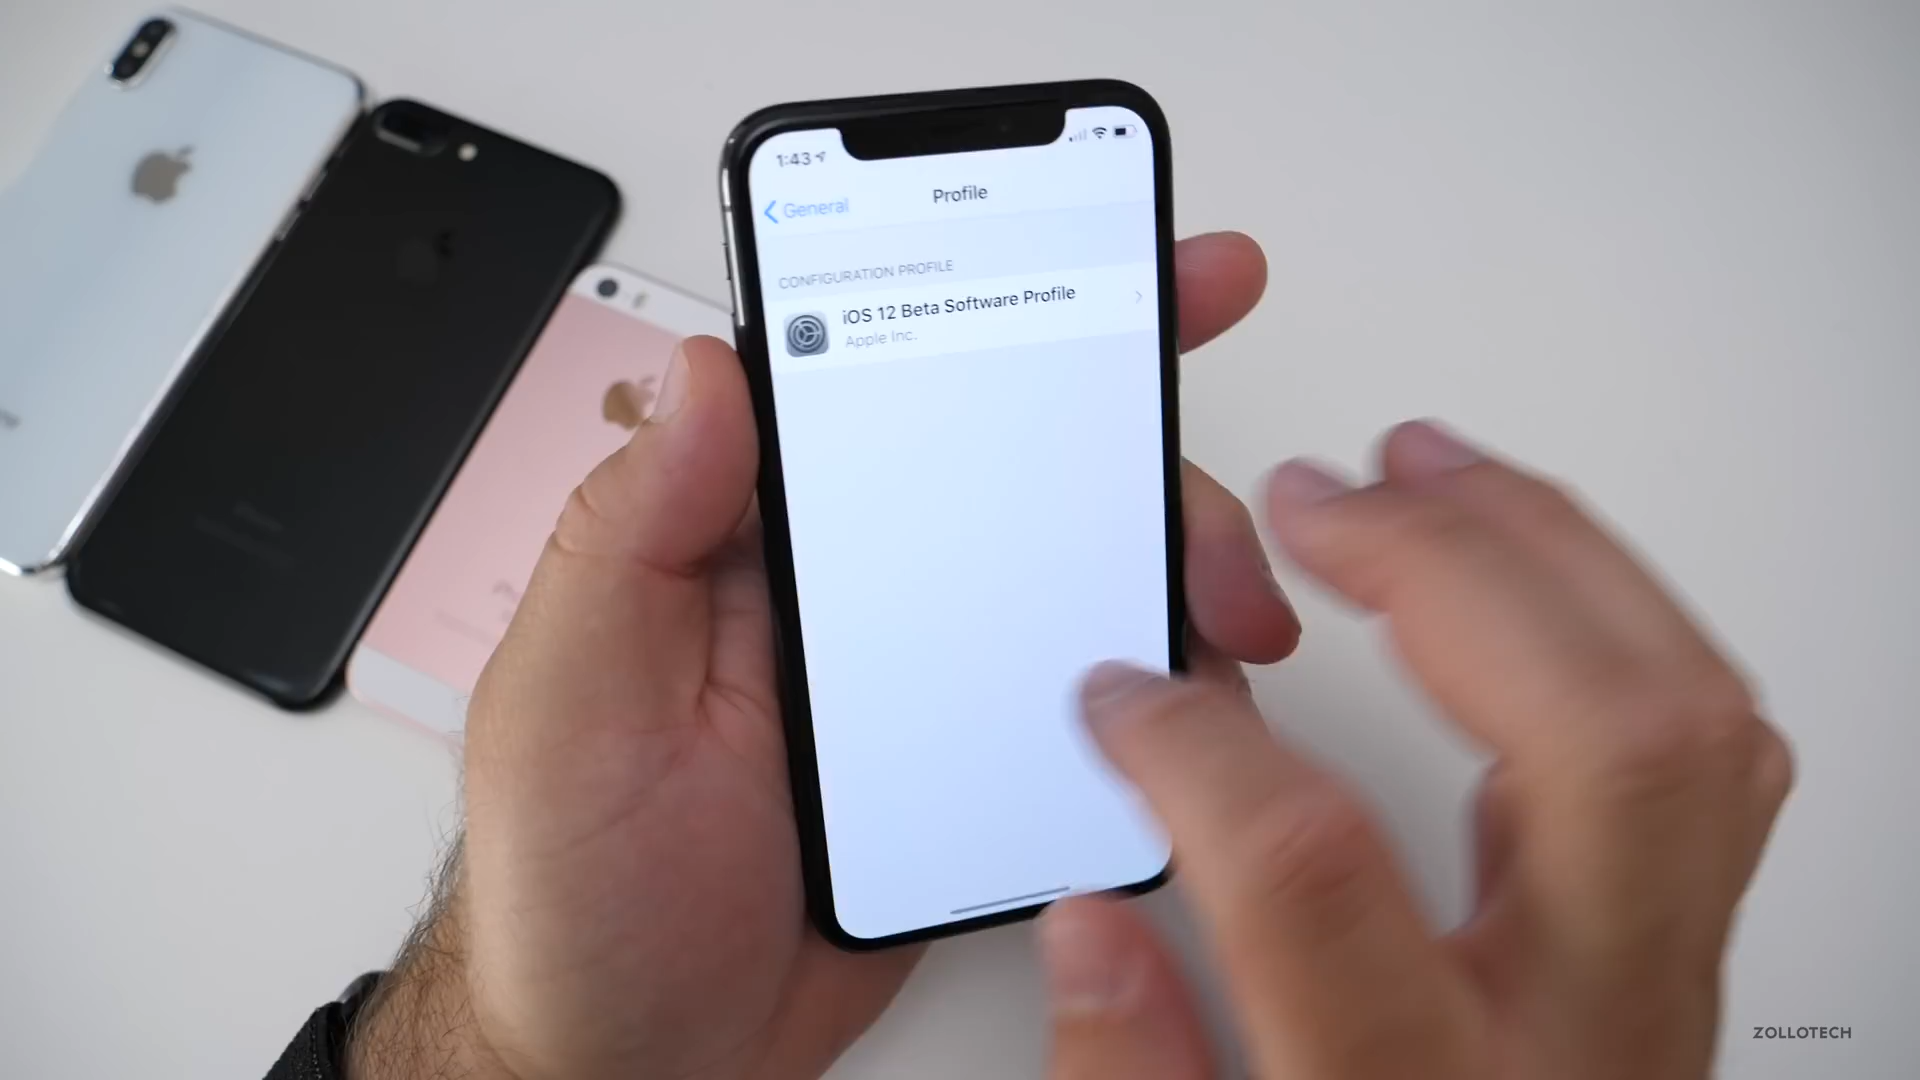 1:43
General
Profile
CONFIGURATION PROFILE
iOS 12 Beta Software Profile
Apple Inc.
ZOLLOTECH